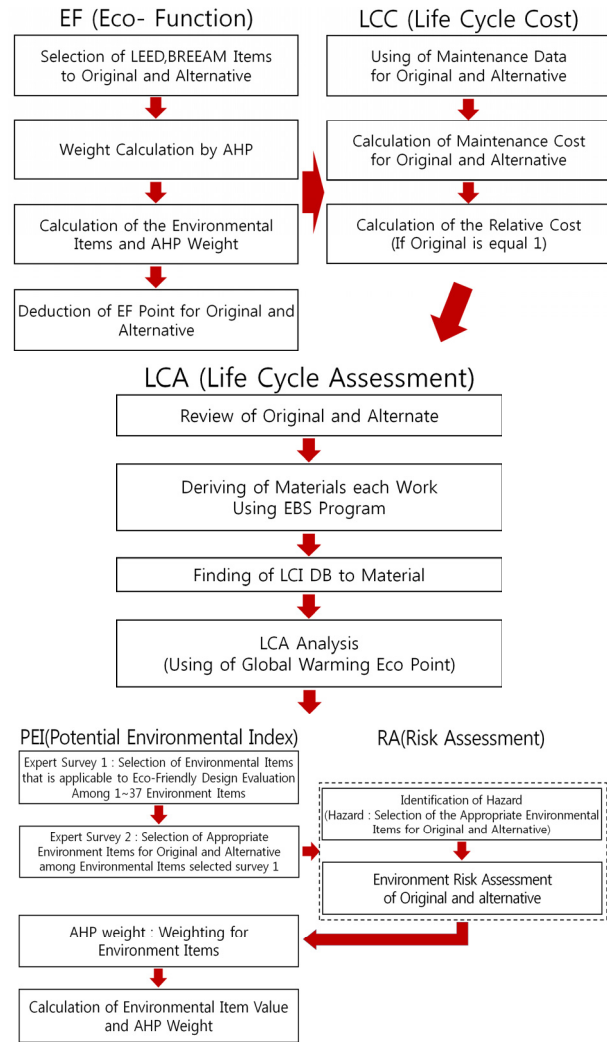 EF (Eco- Function)
Selection of LEED,BREEAM Items
to Original and Alternative
Weight Calculation by AHP
Calculation of the Environmental
Items and AHP Weight
Deduction of EF Point for Original and
Alternative
LCC (Life Cycle Cost)
Using of Maintenance Data
for Original and Alternative
Calculation of Maintenance Cost
for Original and Alternative
Calculation of the Relative Cost
(If Original is equal 1)
LCA (Life Cycle Assessment)
Review of Original and Alternate
Deriving of Materials each Work
Using EBS Program
Finding of LCI DB to Material
LCA Analysis
(Using of Global Warming Eco Point)
PEI(Potential Environmental Index)
Expert Survey 1 : Selection of Environmental Items
that is applicable to Eco-Friendly Design Evaluation
Among 1~37 Environment Items
Expert Survey 2 : Selection of Appropriate
Environment Items for Original and Alternative
among Environmental Items selected survey 1
RA(Risk Assessment)
Identification of Hazard
(Hazard : Selection of the Appropriate Environmental
Items for Original and Alternative)
Environment Risk Assessment
of Original and alternative
AHP weight : Weighting for
Environment Items
Calculation of Environmental Item Value
and AHP Weight